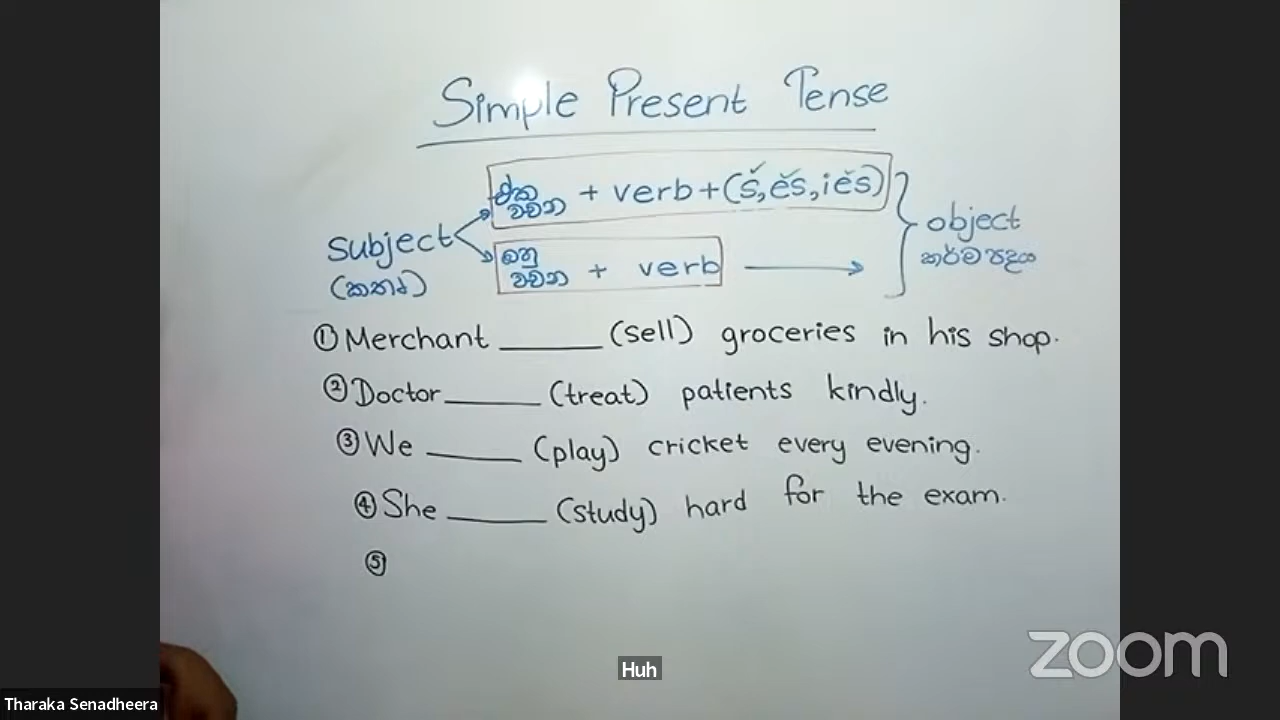 Simple Present Tense
ඒක වචන + verb + (s, es, ies)
subject
(කතෘ)
බහු වචන + verb
object
කර්ම පදය
① Merchant ______ (sell) groceries in his shop.
② Doctor ______ (treat) patients kindly.
③ We ______ (play) cricket every evening.
④ She ______ (study) hard for the exam.
⑤
Huh
zoom
Tharaka Senadheera